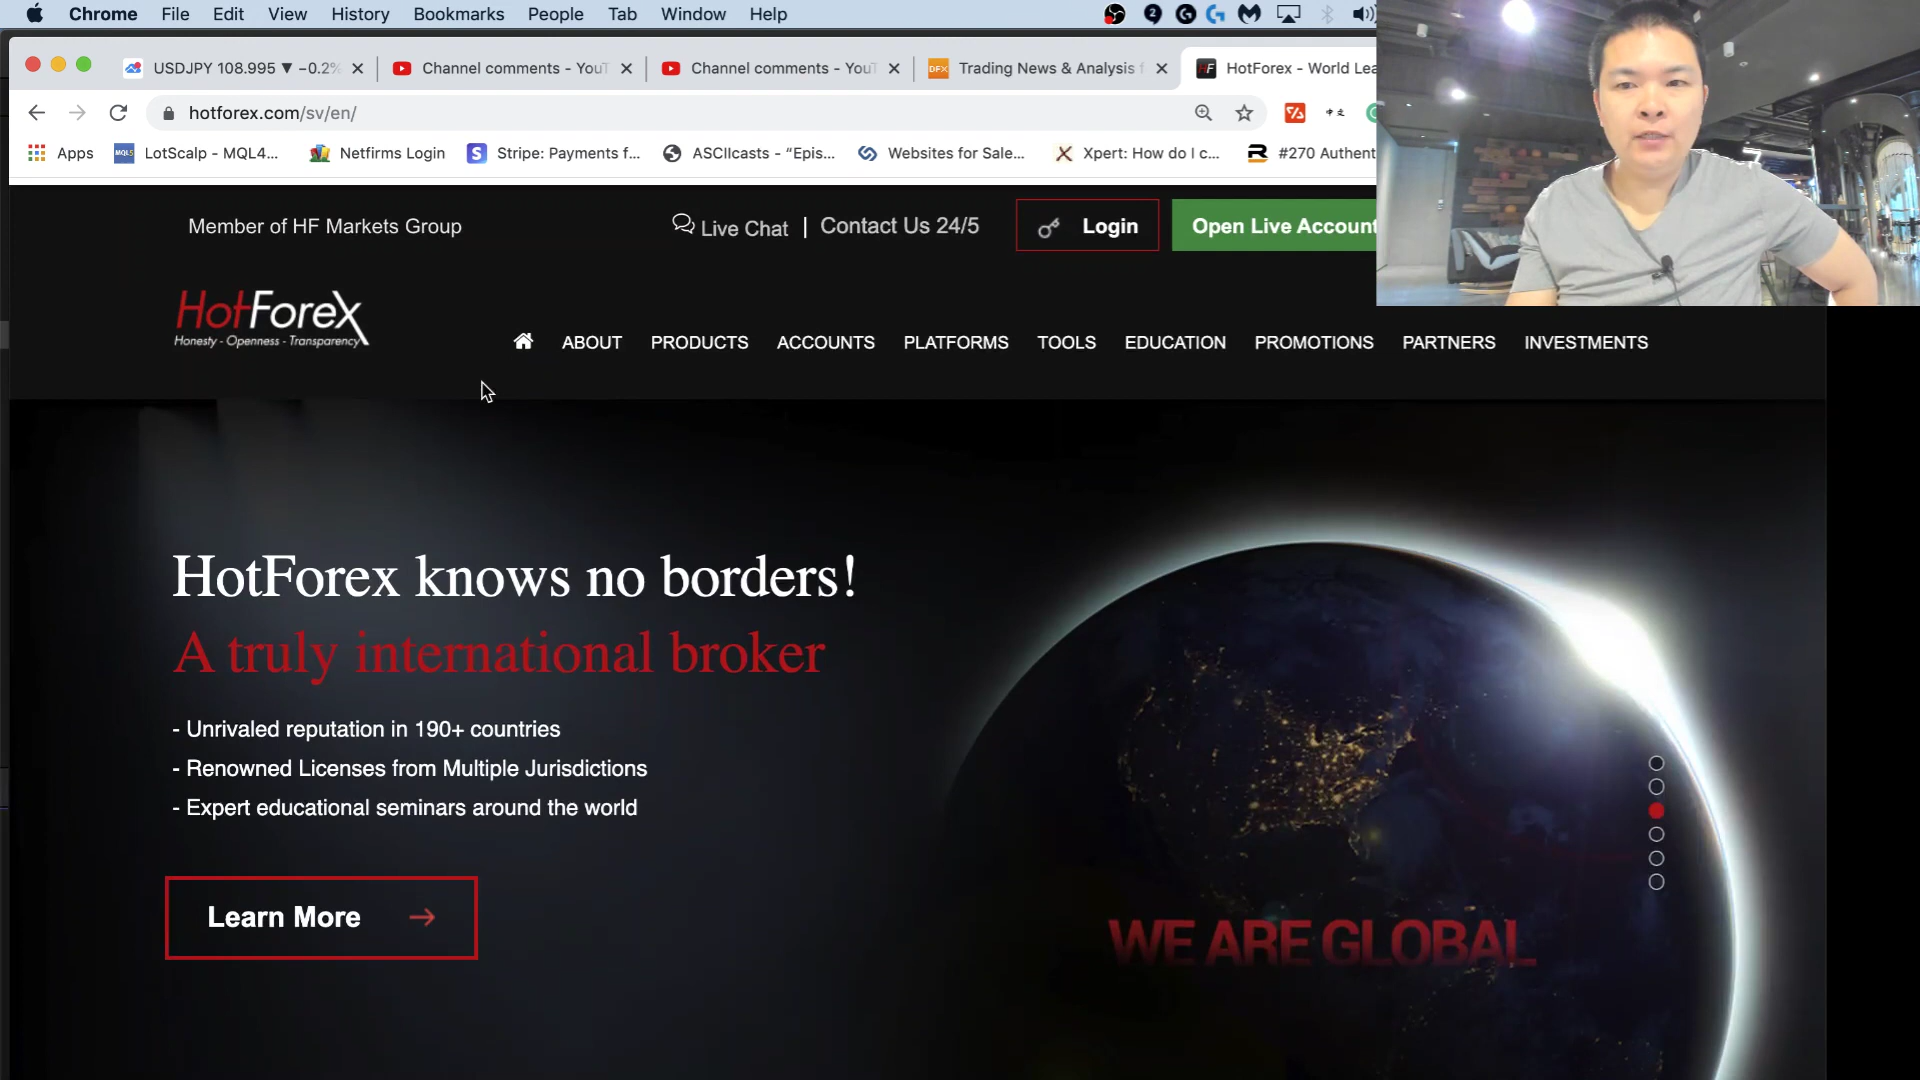 Chrome File Edit View History Bookmarks People Tab Window Help
USDJPY 108.995 ▼ −0.2%
Channel comments - YouT
Channel comments - YouT
Trading News & Analysis f
HotForex - World Lea
hotforex.com/sv/en/
Apps
LotScalp - MQL4...
Netfirms Login
Stripe: Payments f...
ASCIIcasts - “Epis...
Websites for Sale...
Xpert: How do I c...
#270 Authent
Member of HF Markets Group
Live Chat | Contact Us 24/5
Login
Open Live Accoun
HotForex
Honesty - Openness - Transparency
ABOUT PRODUCTS ACCOUNTS PLATFORMS TOOLS EDUCATION PROMOTIONS PARTNERS INVESTMENTS
HotForex knows no borders!
A truly international broker
- Unrivaled reputation in 190+ countries
- Renowned Licenses from Multiple Jurisdictions
- Expert educational seminars around the world
Learn More →
WE ARE GLOBAL